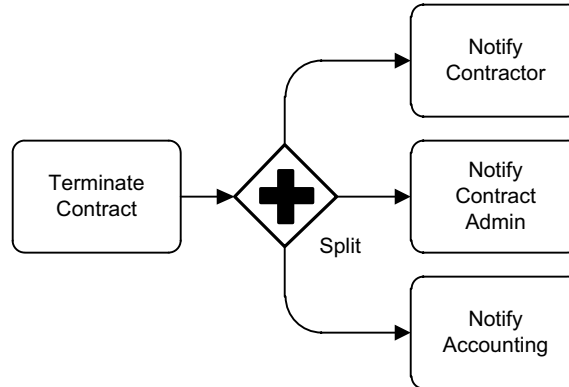 Notify
Contractor
Terminate
Contract
Notify
Contract
Admin
Split
Notify
Accounting